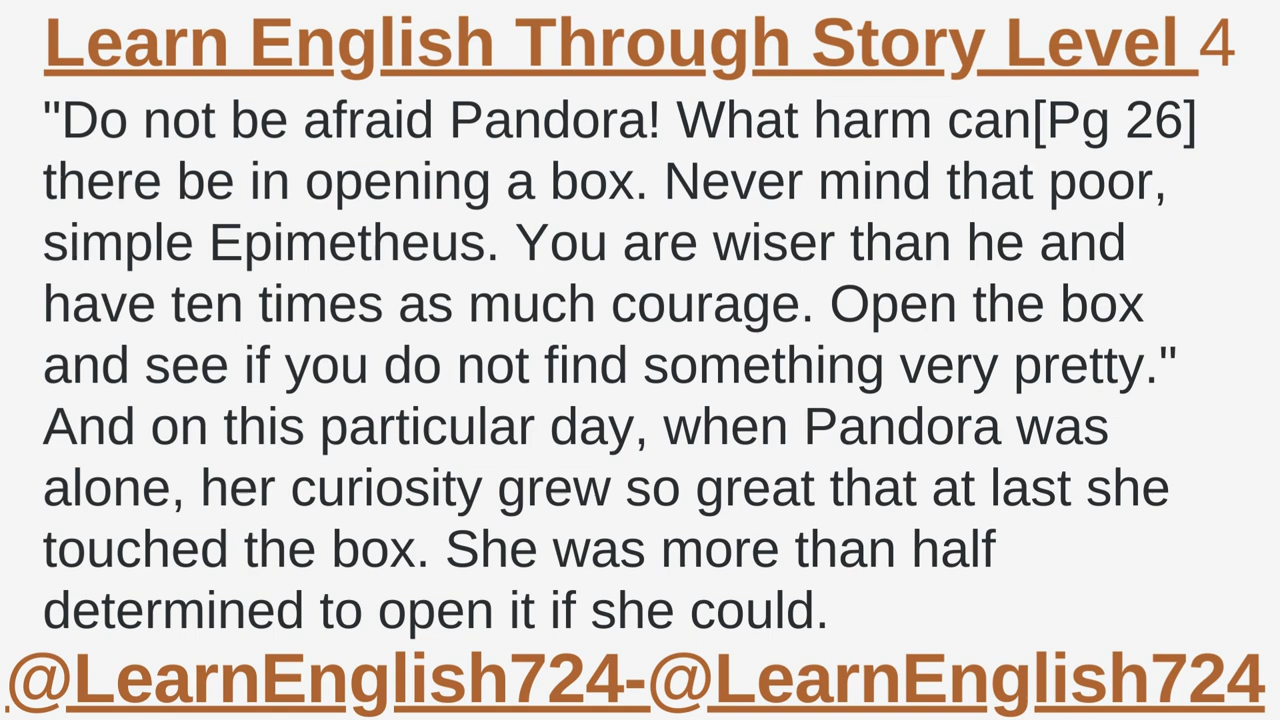 Learn English Through Story Level 4
"Do not be afraid Pandora! What harm can[Pg 26]
there be in opening a box. Never mind that poor,
simple Epimetheus. You are wiser than he and
have ten times as much courage. Open the box
and see if you do not find something very pretty."
And on this particular day, when Pandora was
alone, her curiosity grew so great that at last she
touched the box. She was more than half
determined to open it if she could.
@LearnEnglish724-@LearnEnglish724